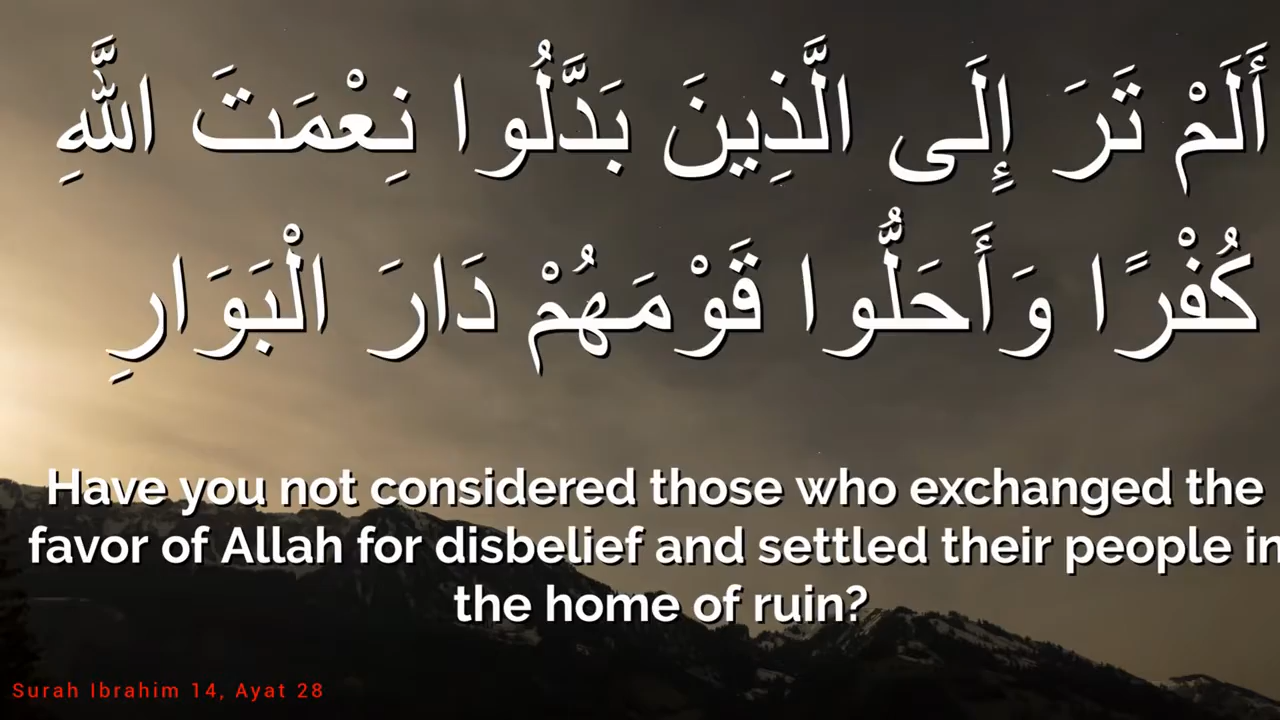 أَلَمْ تَرَ إِلَى الَّذِينَ بَدَّلُوا نِعْمَتَ اللَّهِ
كُفْرًا وَأَحَلُّوا قَوْمَهُمْ دَارَ الْبَوَارِ
Have you not considered those who exchanged the
favor of Allah for disbelief and settled their people in
the home of ruin?
Surah Ibrahim 14, Ayat 28